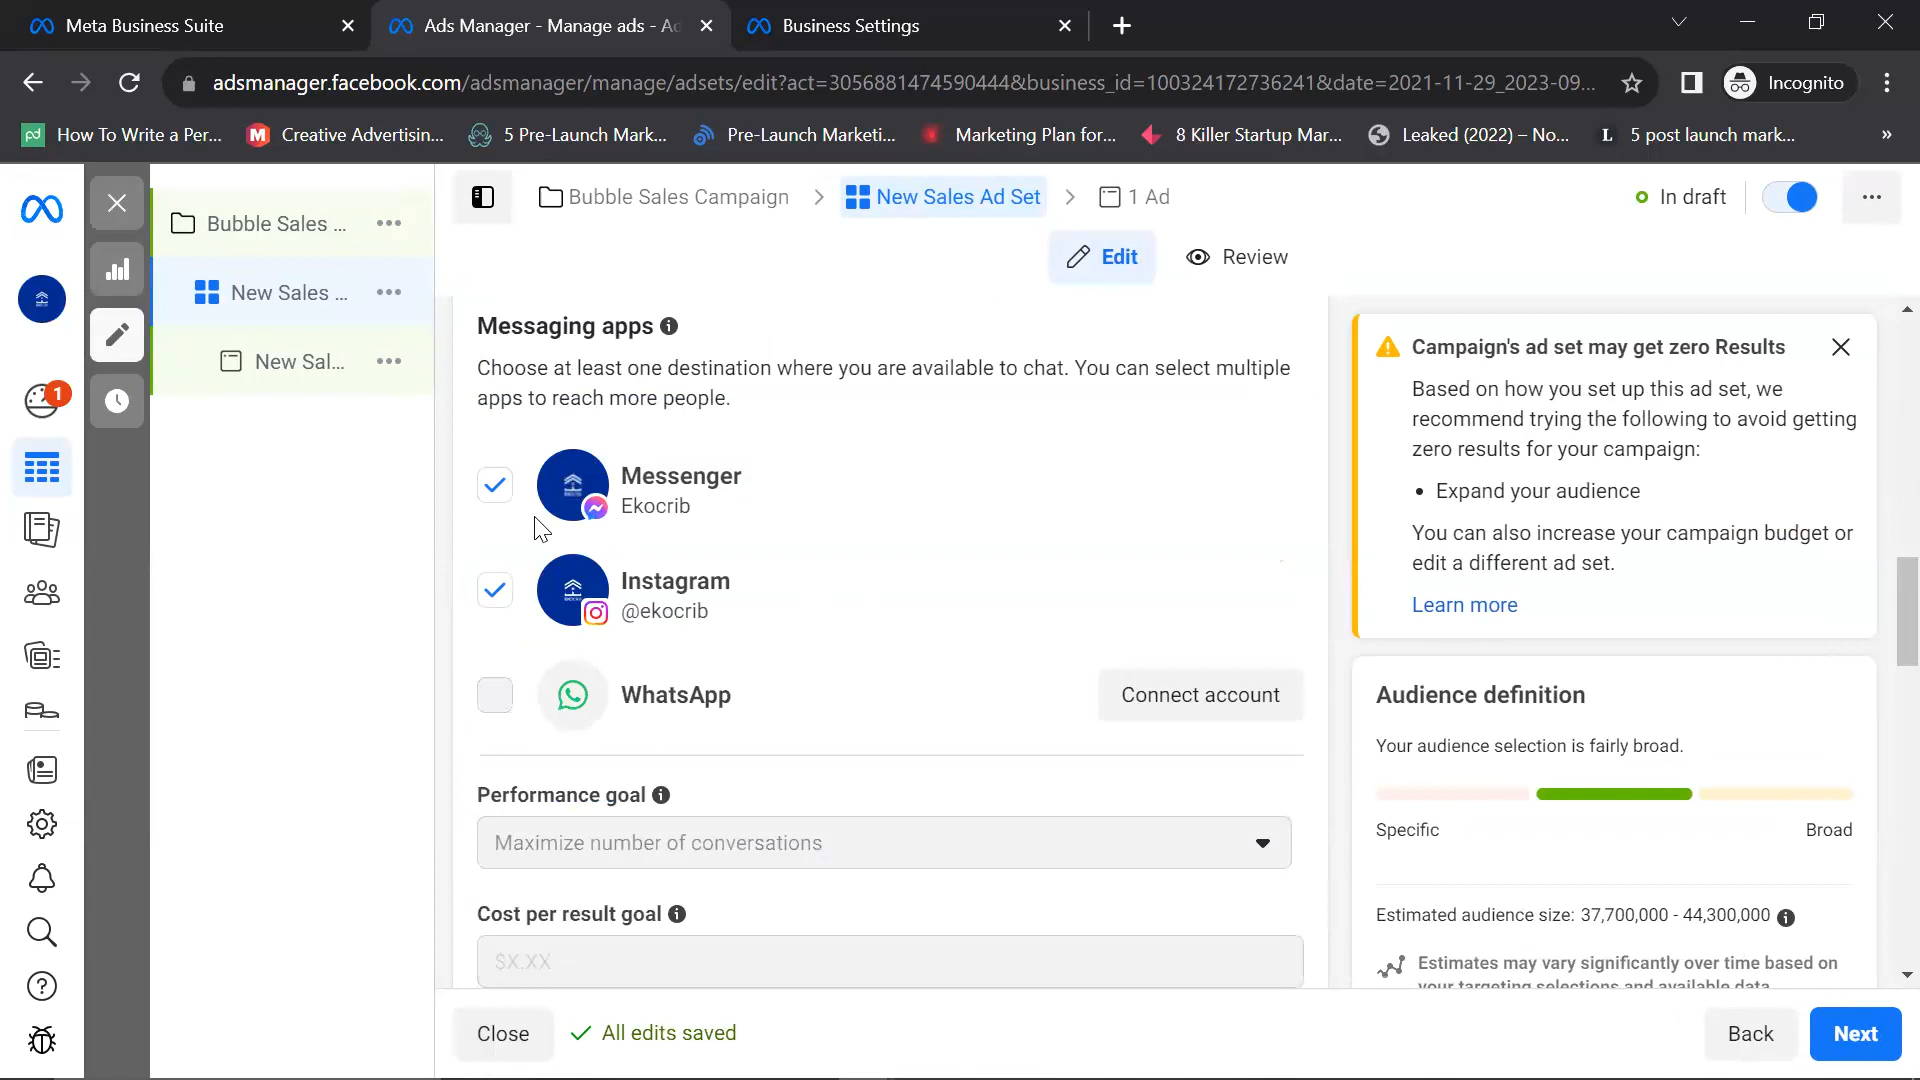 Meta Business Suite
Ads Manager - Manage ads - Ad
Business Settings
adsmanager.facebook.com/adsmanager/manage/adsets/edit?act=3056881474590444&business_id=100324172736241&date=2021-11-29_2023-09...
Incognito
pd How To Write a Per...
M Creative Advertisin...
5 Pre-Launch Mark...
Pre-Launch Marketi...
Marketing Plan for...
8 Killer Startup Mar...
Leaked (2022) – No...
L 5 post launch mark...
»
Bubble Sales ...
New Sales ...
New Sal...
1
Bubble Sales Campaign
New Sales Ad Set
1 Ad
In draft
Edit
Review
Messaging apps
Choose at least one destination where you are available to chat. You can select multiple
apps to reach more people.
Messenger
Ekocrib
Instagram
@ekocrib
WhatsApp
Connect account
Performance goal
Maximize number of conversations
Cost per result goal
$X.XX
Campaign's ad set may get zero Results
Based on how you set up this ad set, we
recommend trying the following to avoid getting
zero results for your campaign:
• Expand your audience
You can also increase your campaign budget or
edit a different ad set.
Learn more
Audience definition
Your audience selection is fairly broad.
Specific
Broad
Estimated audience size: 37,700,000 - 44,300,000
Estimates may vary significantly over time based on
your targeting selections and available data.
Close
All edits saved
Back
Next